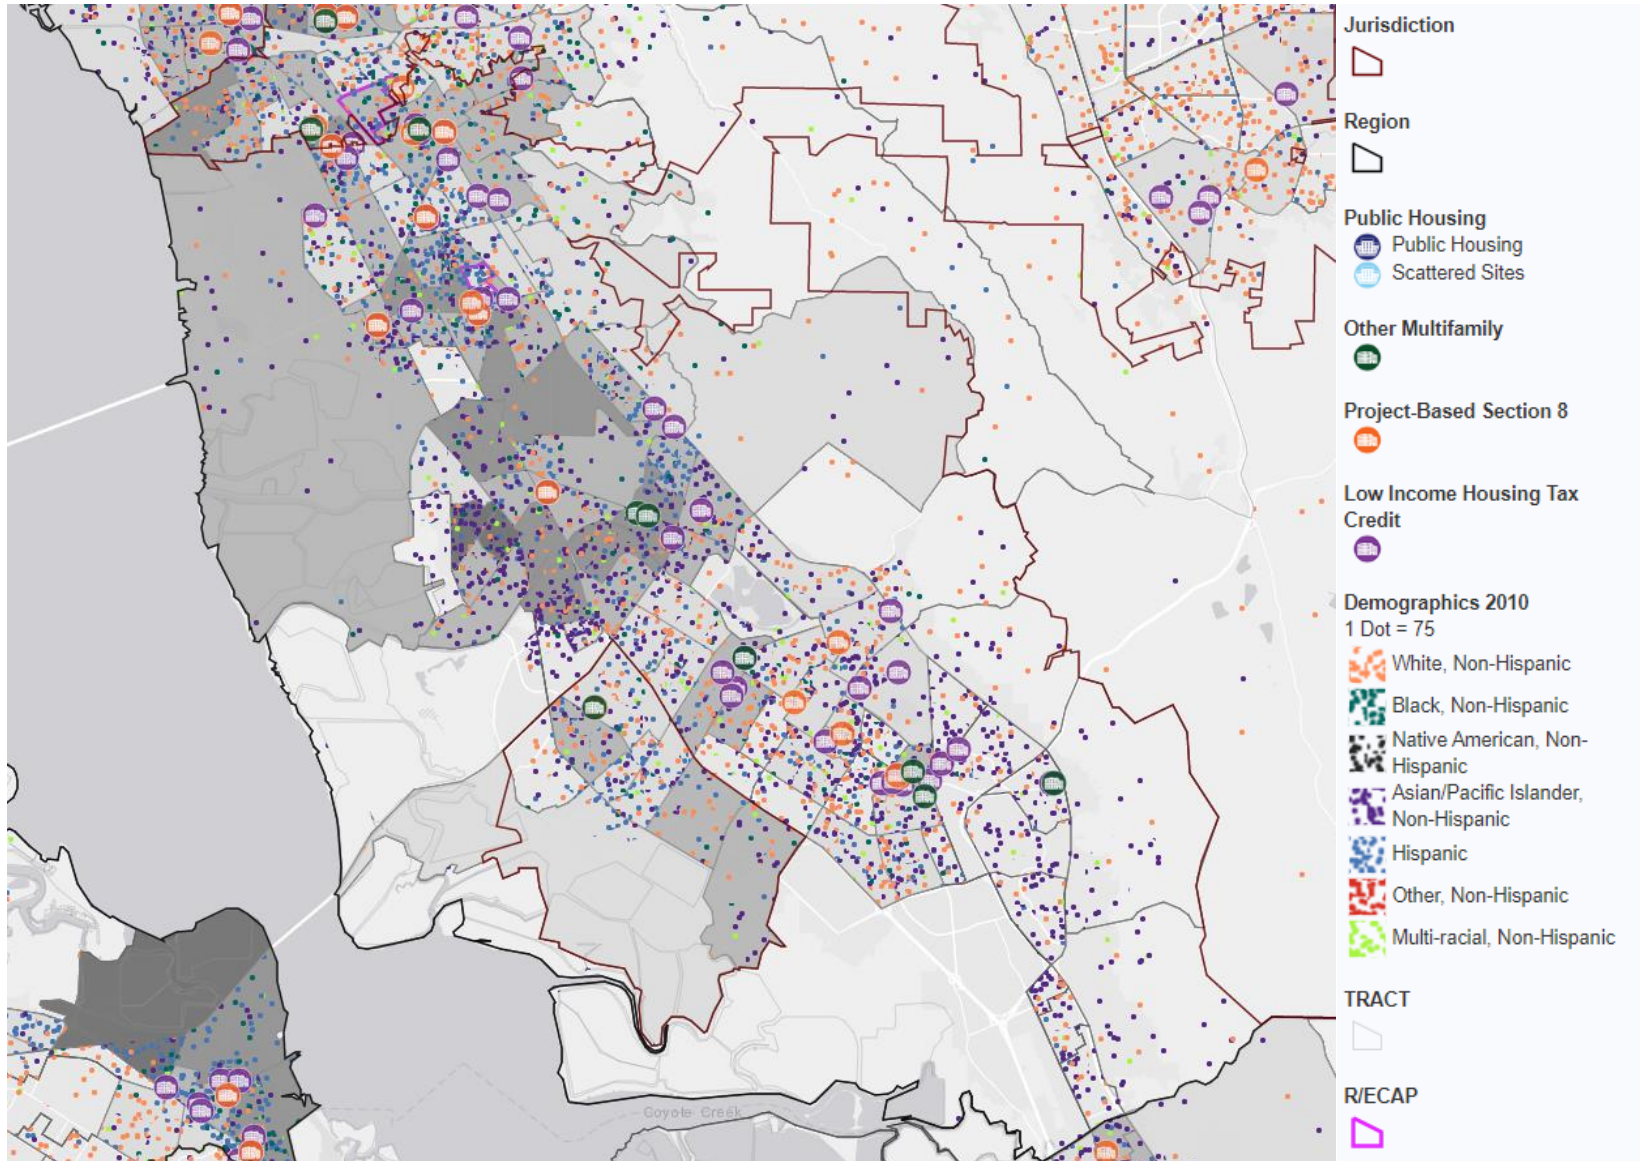 Jurisdiction
Region
Public Housing
Public Housing
Scattered Sites
Other Multifamily
Project-Based Section 8
Low Income Housing Tax
Credit
Demographics 2010
1 Dot = 75
White, Non-Hispanic
Black, Non-Hispanic
Native American, Non-
Hispanic
Asian/Pacific Islander,
Non-Hispanic
Hispanic
Other, Non-Hispanic
Multi-racial, Non-Hispanic
TRACT
R/ECAP
Coyote Creek